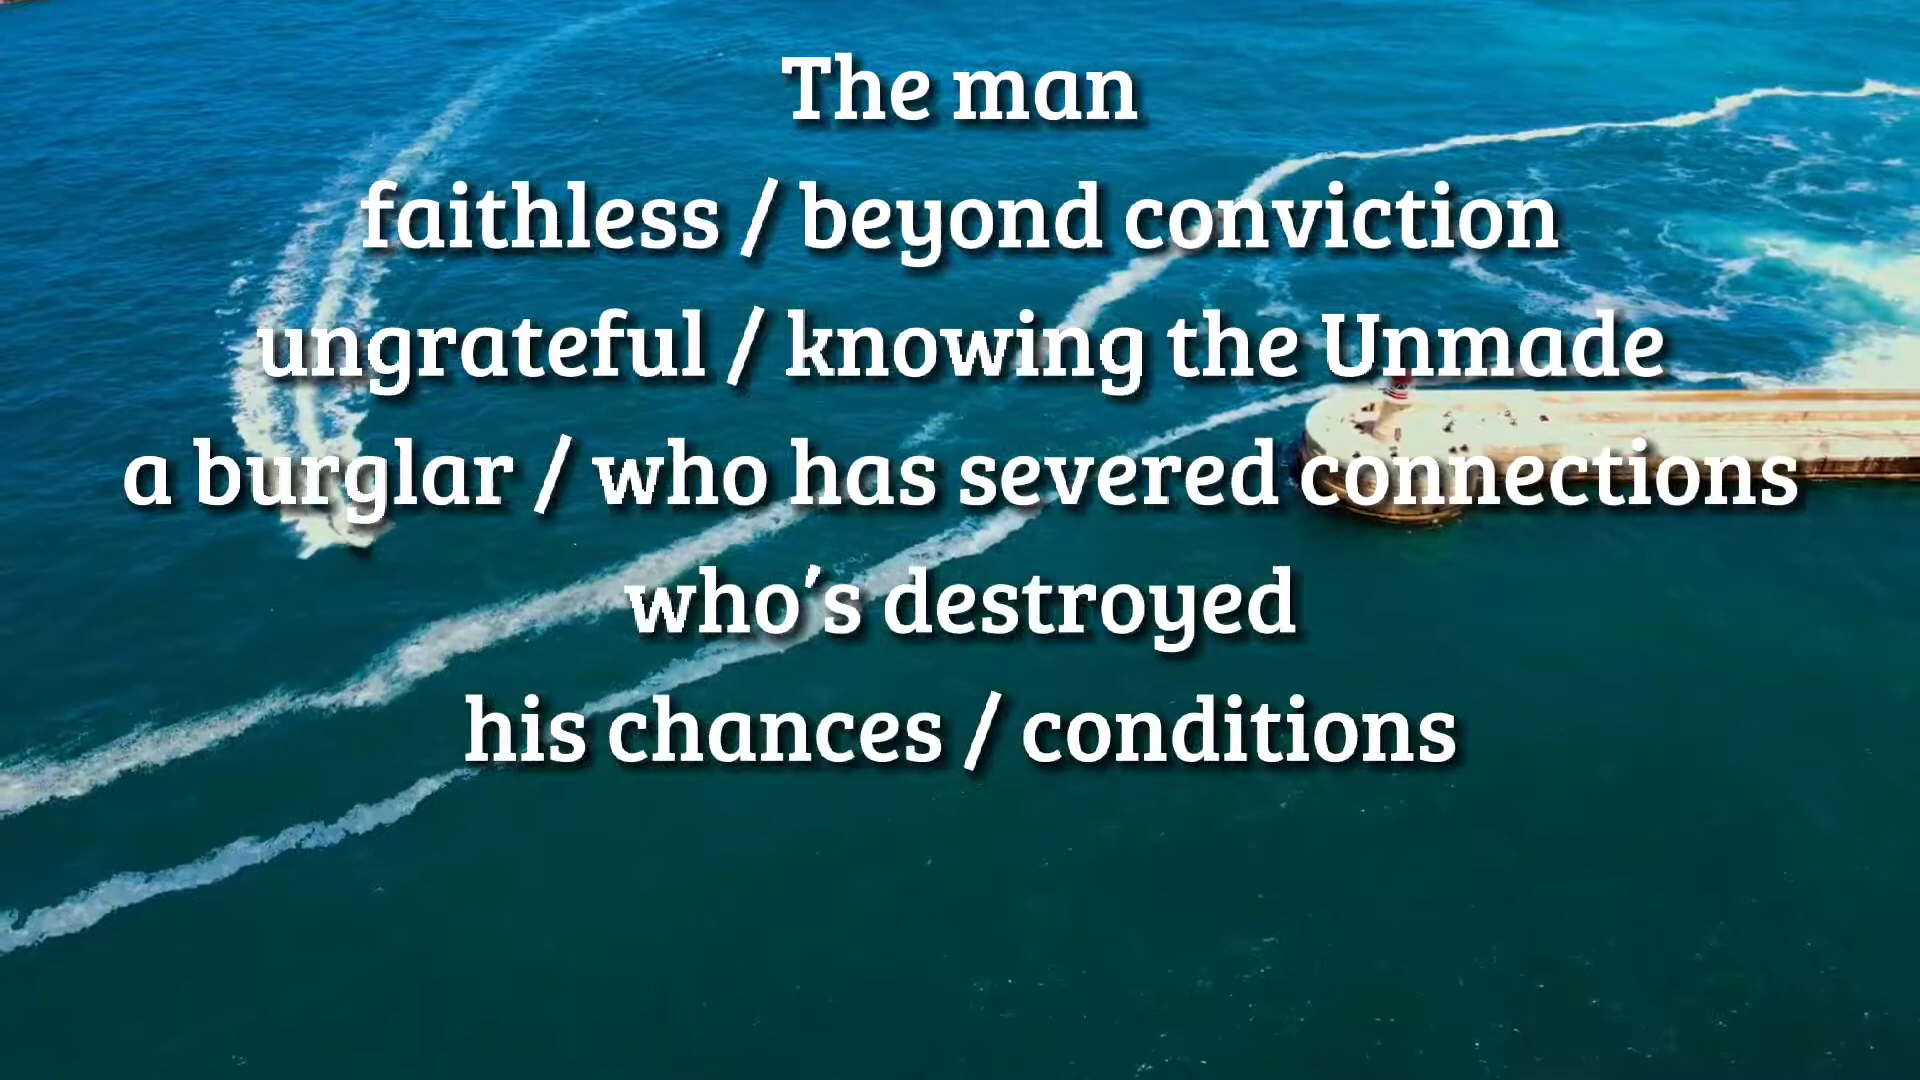 The man
faithless / beyond conviction
ungrateful / knowing the Unmade
a burglar / who has severed connections
who's destroyed
his chances / conditions